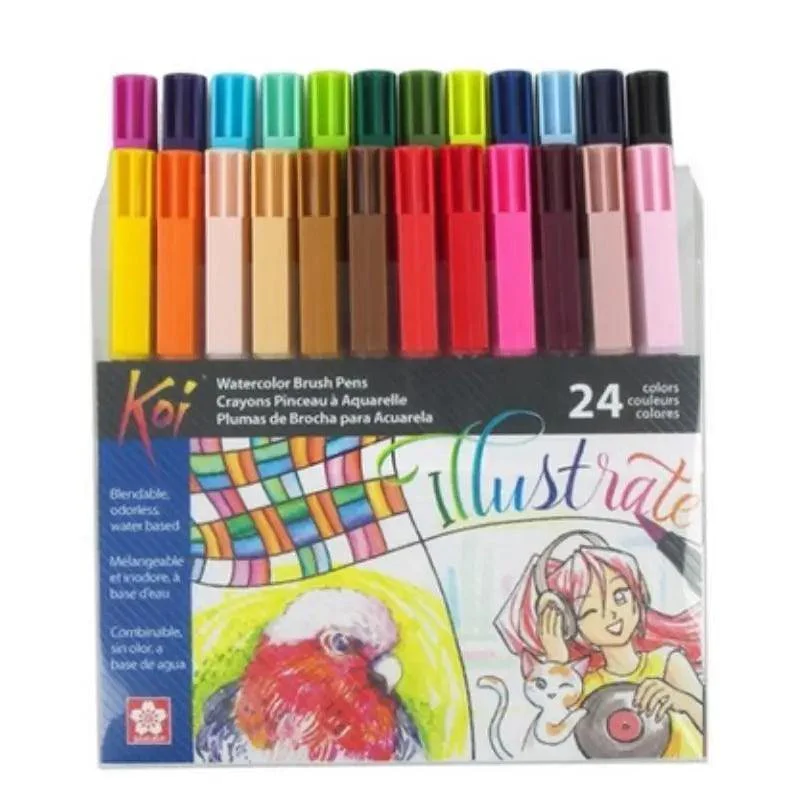 Koi
Watercolor Brush Pens
Crayons Pinceau à Aquarelle
Plumas de Brocha para Acuarela
24
colors
couleurs
colores
Illustrate
Blendable,
odorless,
water based
Mélangeable
et inodore, à
base d'eau
Combinable,
sin olor, a
base de agua